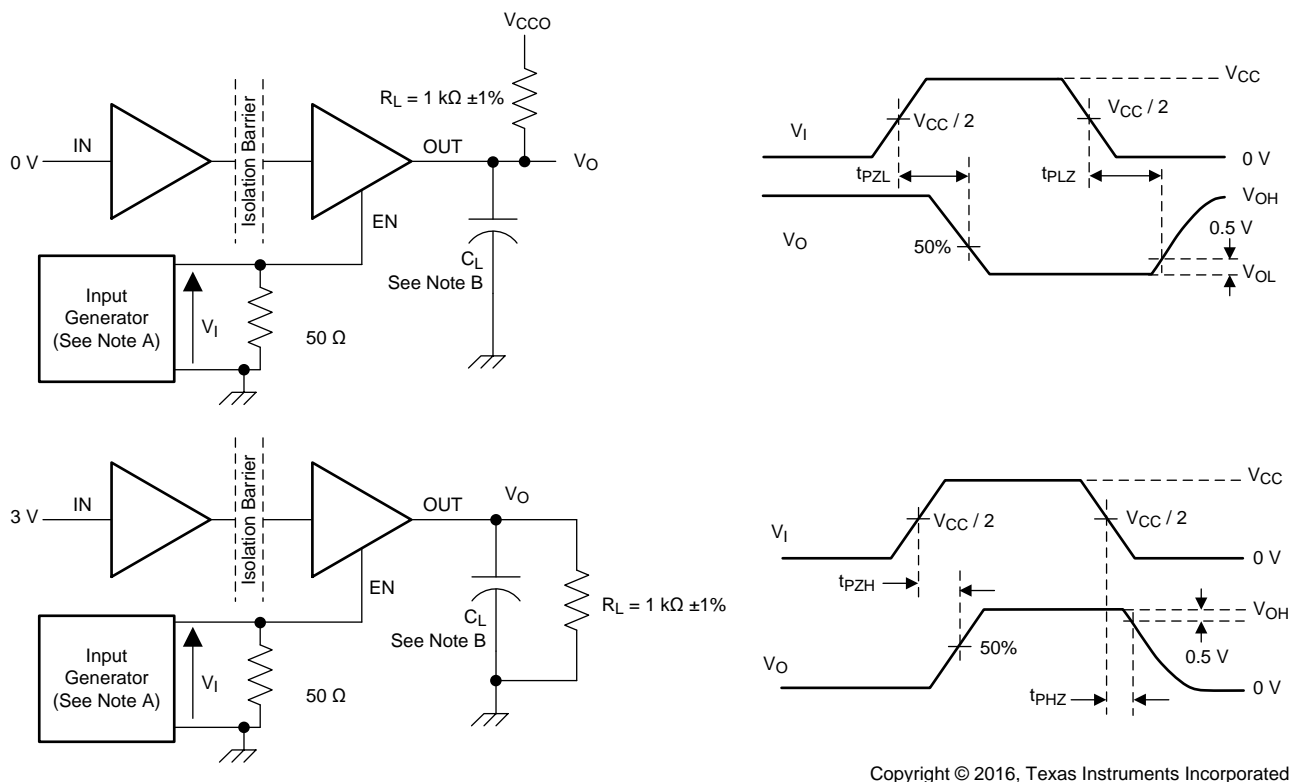 VCCO
RL = 1 kΩ ±1%
IN
Isolation Barrier
OUT
0 V
VO
EN
CL
See Note B
Input
Generator
(See Note A)
VI
50 Ω
VCC
VI
VCC / 2
VCC / 2
0 V
tPZL
tPLZ
VOH
0.5 V
VO
50%
VOL
IN
Isolation Barrier
OUT
VO
3 V
EN
CL
See Note B
RL = 1 kΩ ±1%
Input
Generator
(See Note A)
VI
50 Ω
VCC
VI
VCC / 2
VCC / 2
0 V
tPZH
VOH
0.5 V
50%
VO
0 V
tPHZ
Copyright © 2016, Texas Instruments Incorporated